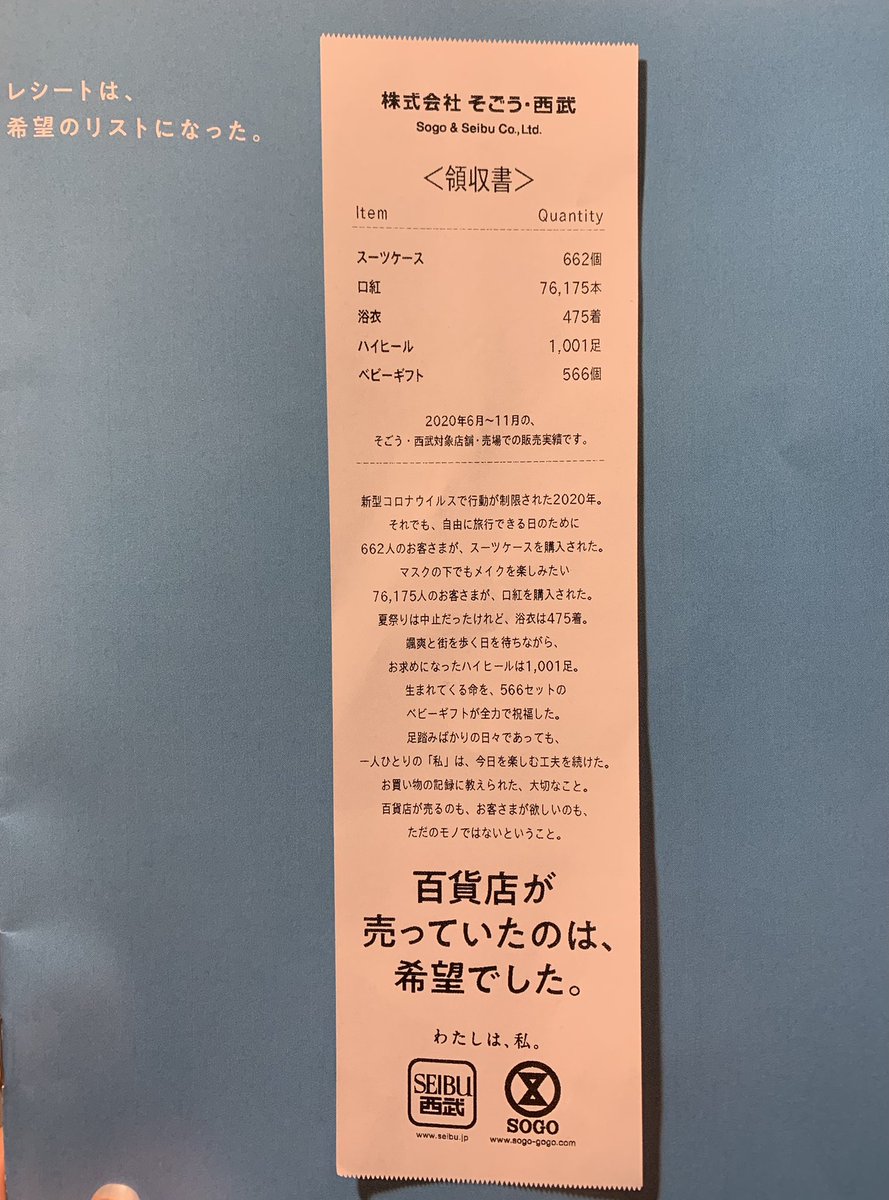 レシートは、
希望のリストになった。
株式会社 そごう・西武
Sogo & Seibu Co.,Ltd.
＜領収書＞
Item Quantity
スーツケース 662個
口紅 76,175本
浴衣 475着
ハイヒール 1,001足
ベビーギフト 566個
2020年6月～11月の、
そごう・西武対象店舗・売場での販売実績です。
新型コロナウイルスで行動が制限された2020年。
それでも、自由に旅行できる日のために
662人のお客さまが、スーツケースを購入された。
マスクの下でもメイクを楽しみたい
76,175人のお客さまが、口紅を購入された。
夏祭りは中止だったけれど、浴衣は475着。
颯爽と街を歩く日を待ちながら、
お求めになったハイヒールは1,001足。
生まれてくる命を、566セットの
ベビーギフトが全力で祝福した。
足踏みばかりの日々であっても、
一人ひとりの「私」は、今日を楽しむ工夫を続けた。
お買い物の記録に教えられた、大切なこと。
百貨店が売るのも、お客さまが欲しいのも、
ただのモノではないということ。
百貨店が
売っていたのは、
希望でした。
わたしは、私。
SEIBU
西武
SOGO
www.seibu.jp www.sogo-gogo.com